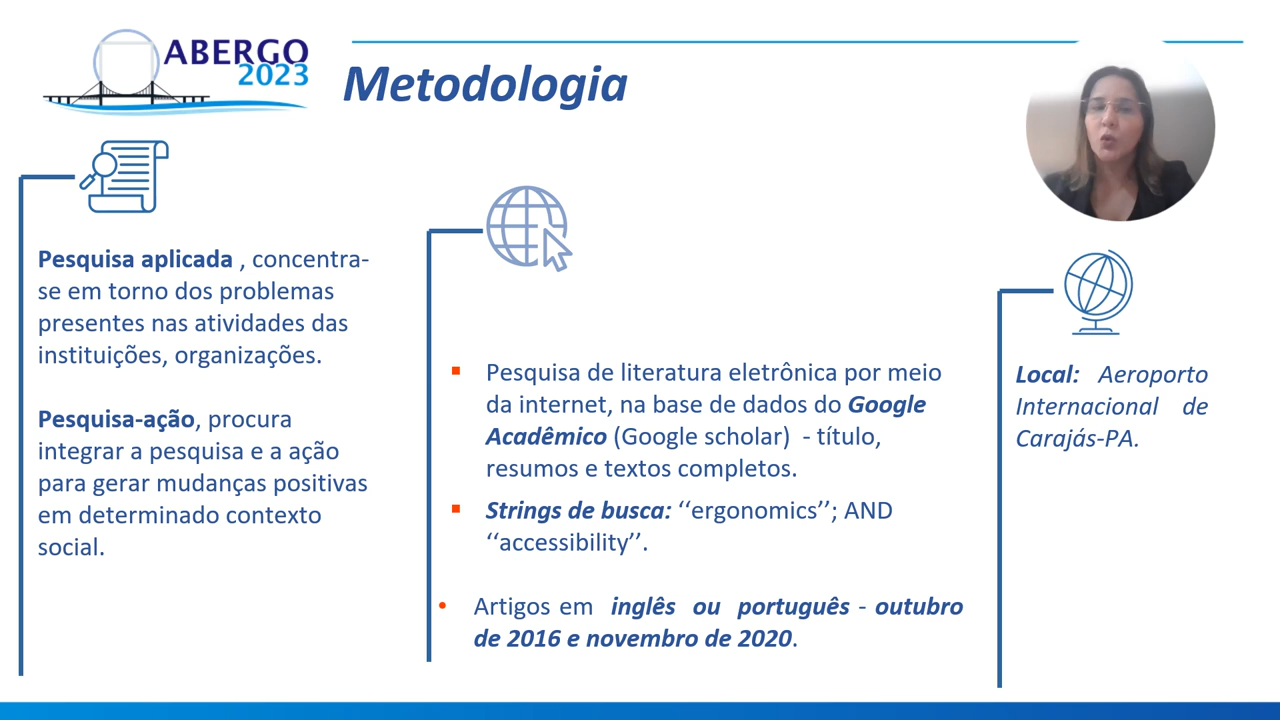 ABERGO
2023
Metodologia
Pesquisa aplicada , concentra-
se em torno dos problemas
presentes nas atividades das
instituições, organizações.
Pesquisa-ação, procura
integrar a pesquisa e a ação
para gerar mudanças positivas
em determinado contexto
social.
▪ Pesquisa de literatura eletrônica por meio
da internet, na base de dados do Google
Acadêmico (Google scholar) - título,
resumos e textos completos.
▪ Strings de busca: ‘‘ergonomics’’; AND
‘‘accessibility’’.
• Artigos em inglês ou português - outubro
de 2016 e novembro de 2020.
Local: Aeroporto
Internacional de
Carajás-PA.